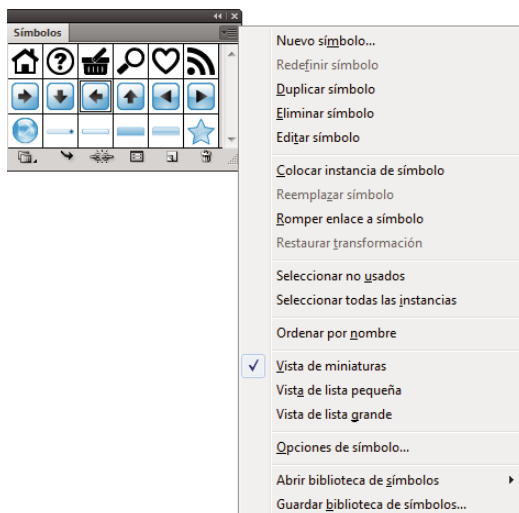 Símbolos
Nuevo símbolo...
Redefinir símbolo
Duplicar símbolo
Eliminar símbolo
Editar símbolo
Colocar instancia de símbolo
Reemplazar símbolo
Romper enlace a símbolo
Restaurar transformación
Seleccionar no usados
Seleccionar todas las instancias
Ordenar por nombre
Vista de miniaturas
Vista de lista pequeña
Vista de lista grande
Opciones de símbolo...
Abrir biblioteca de símbolos
Guardar biblioteca de símbolos...